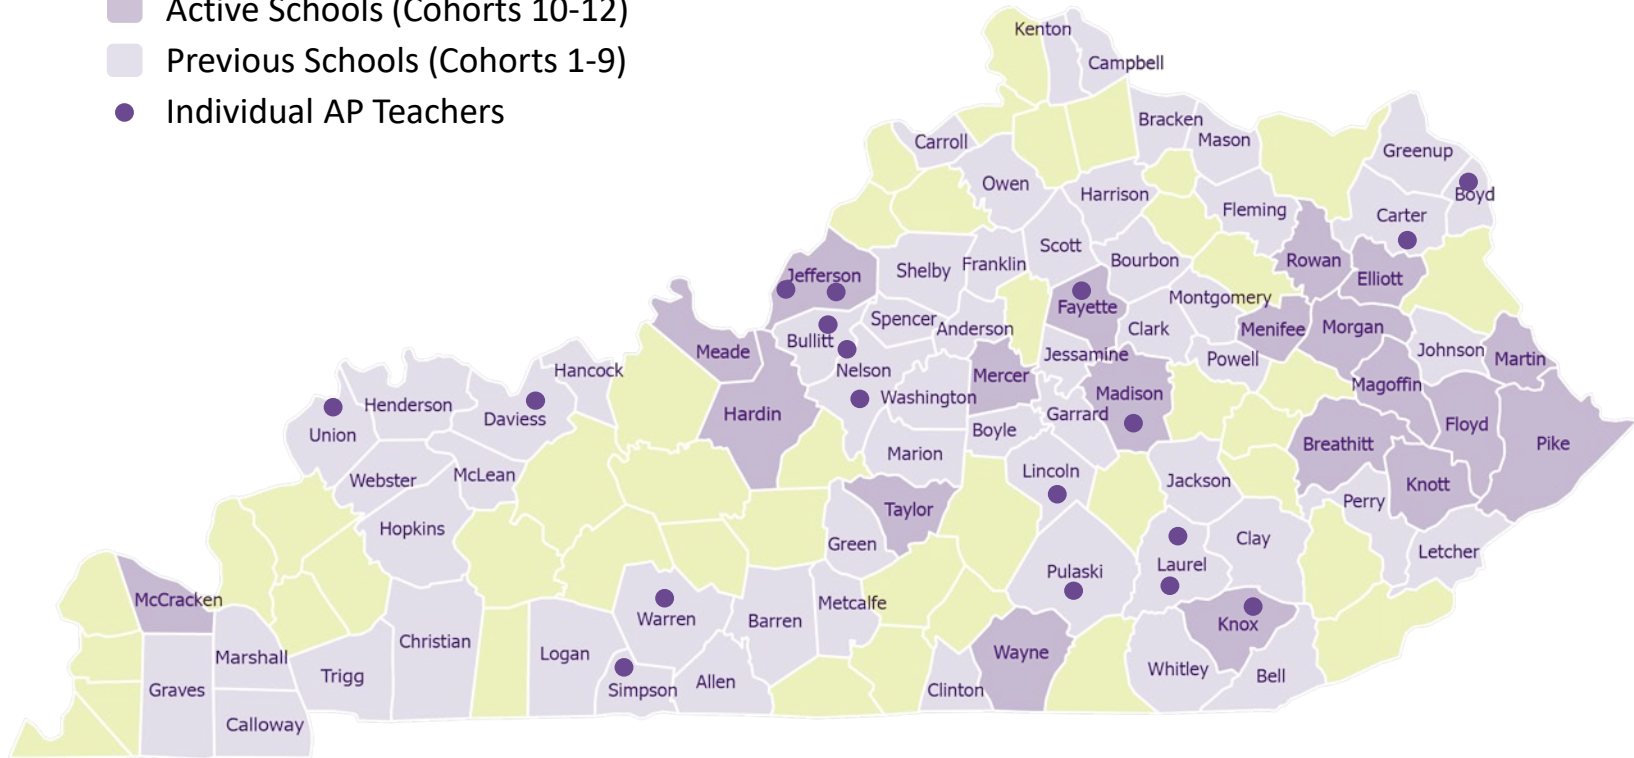 Active Schools (Cohorts 10-12)
Previous Schools (Cohorts 1-9)
Individual AP Teachers
Kenton
Campbell
Bracken
Mason
Carroll
Greenup
Owen
Harrison
Boyd
Fleming
Carter
Scott
Jefferson
Shelby
Franklin
Bourbon
Rowan
Elliott
Fayette
Montgomery
Spencer
Anderson
Clark
Menifee
Morgan
Bullitt
Meade
Jessamine
Powell
Johnson
Martin
Hancock
Nelson
Mercer
Magoffin
Washington
Madison
Henderson
Daviess
Hardin
Garrard
Union
Boyle
Breathitt
Floyd
Pike
Marion
Webster
McLean
Lincoln
Jackson
Knott
Perry
Taylor
Hopkins
Green
Clay
Letcher
Pulaski
Laurel
McCracken
Metcalfe
Warren
Barren
Knox
Christian
Marshall
Logan
Wayne
Trigg
Graves
Simpson
Allen
Clinton
Whitley
Bell
Calloway